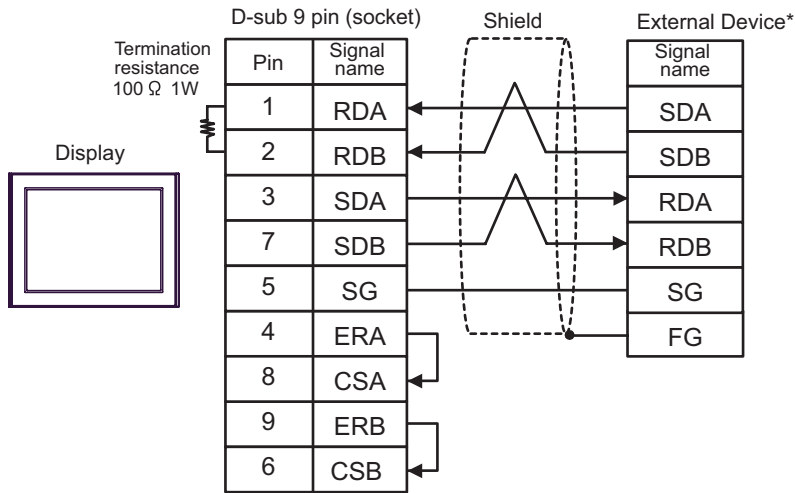 D-sub 9 pin (socket)
Shield
External Device*
Termination
resistance
100 Ω 1W
Display
Pin Signal name
1 RDA
2 RDB
3 SDA
7 SDB
5 SG
4 ERA
8 CSA
9 ERB
6 CSB
Signal name
SDA
SDB
RDA
RDB
SG
FG